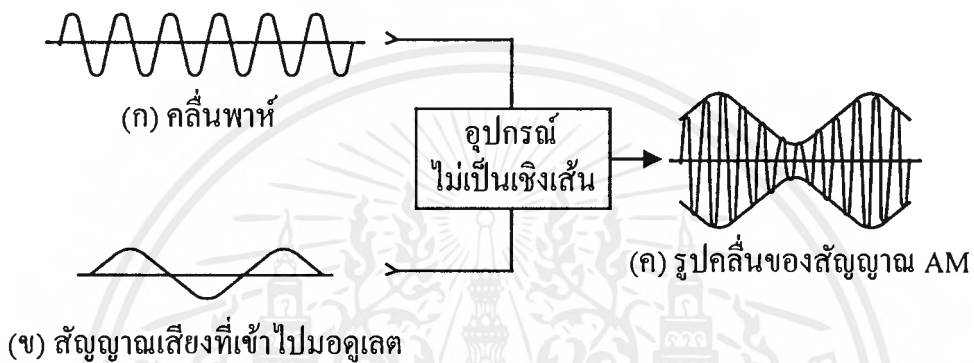 (ก) คลื่นพาห์
อุปกรณ์
ไม่เป็นเชิงเส้น
(ค) รูปคลื่นของสัญญาณ AM
(ข) สัญญาณเสียงที่เข้าไปมอดูเลต